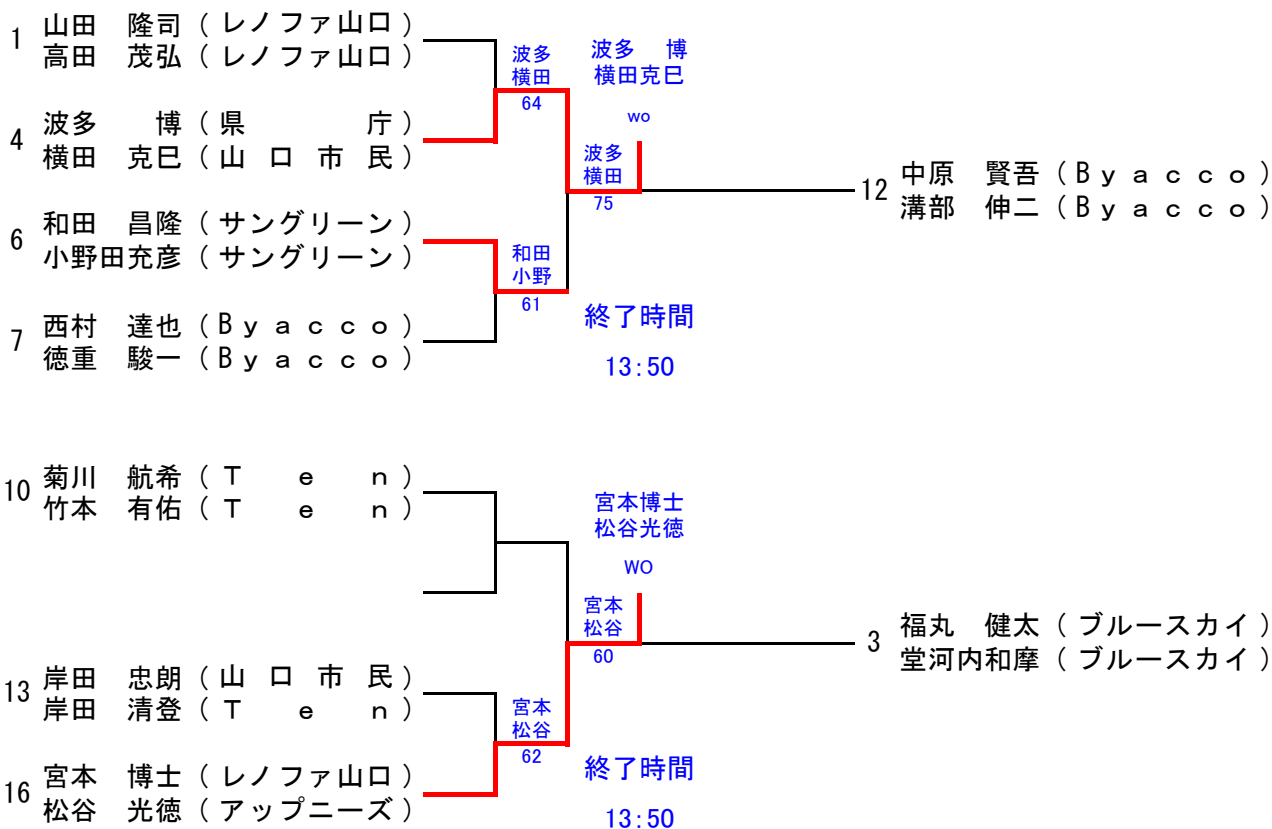 1 山田 隆司 ( レノファ山口 )
高田 茂弘 ( レノファ山口 )
波多
横田
64
波多 博
横田克巳
wo
4 波多 博 ( 県 庁 )
横田 克巳 ( 山 口 市 民 )
波多
横田
75
12 中原 賢吾 ( B y a c c o )
溝部 伸二 ( B y a c c o )
6 和田 昌隆 ( サングリーン )
小野田充彦 ( サングリーン )
和田
小野
61
7 西村 達也 ( B y a c c o )
徳重 駿一 ( B y a c c o )
終了時間
13:50
10 菊川 航希 ( T e n )
竹本 有佑 ( T e n )
宮本博士
松谷光徳
WO
宮本
松谷
60
3 福丸 健太 ( ブルースカイ )
堂河内和摩 ( ブルースカイ )
13 岸田 忠朗 ( 山 口 市 民 )
岸田 清登 ( T e n )
宮本
松谷
62
16 宮本 博士 ( レノファ山口 )
松谷 光徳 ( アップニーズ )
終了時間
13:50